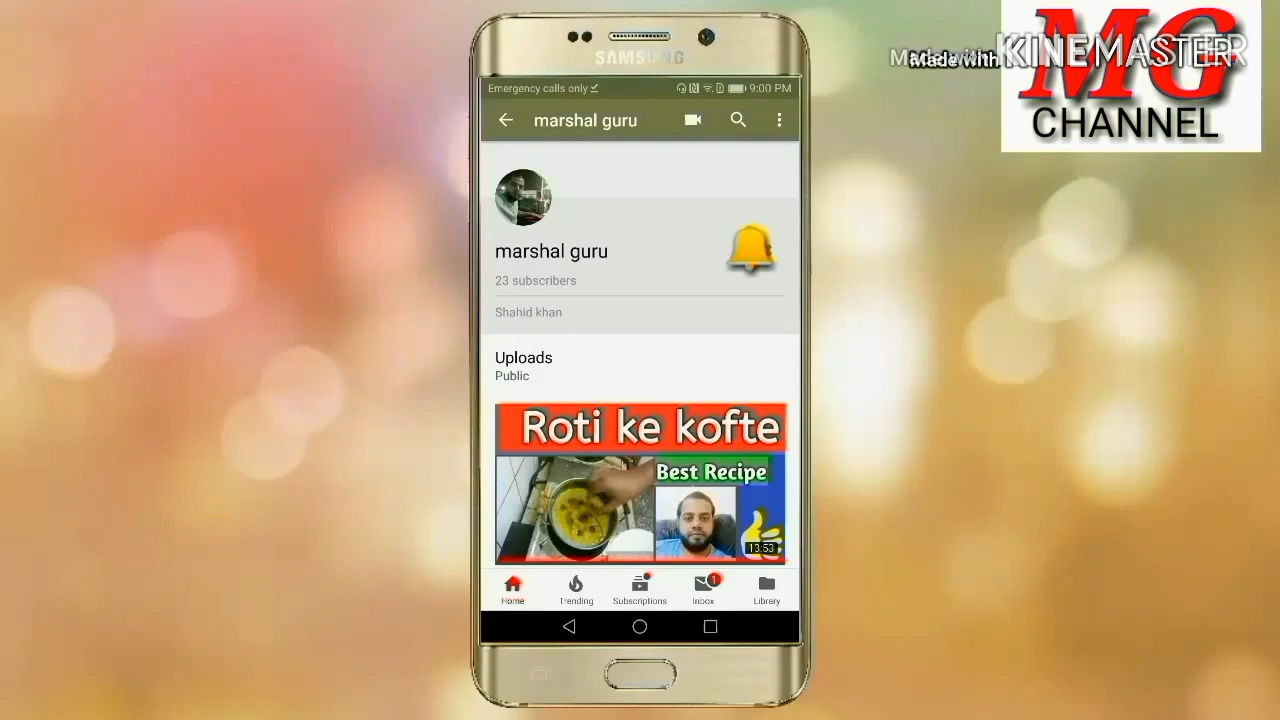 Made with KINEMASTER
MG
CHANNEL
SAMSUNG
Emergency calls only
9:00 PM
marshal guru
marshal guru
23 subscribers
Shahid khan
Uploads
Public
Roti ke kofte
Best Recipe
13:53
1
Home
Trending
Subscriptions
Inbox
Library